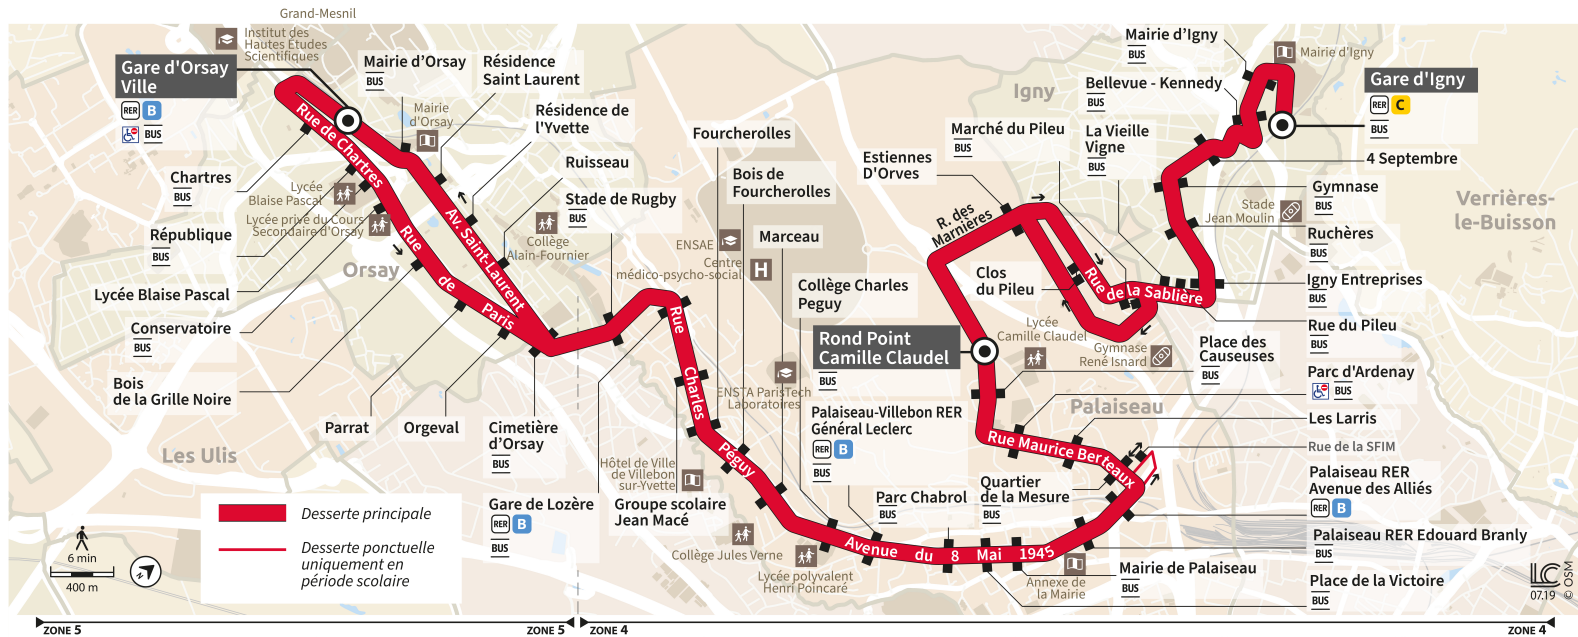 Grand-Mesnil
Institut des
Hautes Études
Scientifiques
Gare d'Orsay
Ville
RER B
BUS
Mairie d'Orsay
BUS
Résidence
Saint Laurent
Mairie
d'Orsay
Résidence de
l'Yvette
Ruisseau
Stade de Rugby
BUS
Rue de Chartres
Chartres
BUS
Lycée
Blaise Pascal
Lycée privé du Cours
Secondaire d'Orsay
République
BUS
Lycée Blaise Pascal
Conservatoire
BUS
Bois
de la Grille Noire
Orsay
Rue de Paris
Av. Saint-Laurent
Collège
Alain-Fournier
Parrat
Orgeval
Cimetière
d'Orsay
BUS
Les Ulis
Gare de Lozère
RER B
BUS
Hôtel de Ville
de Villebon
sur-Yvette
Groupe scolaire
Jean Macé
Fourcherolles
Bois de
Fourcherolles
ENSAE
Centre
médico-psycho-social
H
Marceau
Collège Charles
Peguy
Rue Charles Péguy
ENSTA ParisTech
Laboratoires
Collège Jules Verne
Lycée polyvalent
Henri Poincaré
Rond Point
Camille Claudel
BUS
Palaiseau-Villebon RER
Général Leclerc
RER B
BUS
Parc Chabrol
BUS
Avenue du 8 Mai 1945
Quartier
de la Mesure
BUS
Annexe de
la Mairie
Mairie de Palaiseau
BUS
Estiennes
D'Orves
R. des
Marnières
Marché du Pileu
BUS
Igny
Clos
du Pileu
Rue de la Sablière
Lycée
Camille Claudel
Gymnase
René Isnard
Palaiseau
Rue Maurice Berteaux
Mairie d'Igny
BUS
Bellevue - Kennedy
BUS
La Vieille
Vigne
BUS
Mairie d'Igny
Gare d'Igny
RER C
BUS
4 Septembre
Gymnase
BUS
Stade
Jean Moulin
Verrières-
le-Buisson
Ruchères
BUS
Igny Entreprises
BUS
Rue du Pileu
BUS
Place des
Causeuses
BUS
Parc d'Ardenay
BUS
Les Larris
Rue de la SFIM
Palaiseau RER
Avenue des Alliés
RER B
Palaiseau RER Edouard Branly
BUS
Place de la Victoire
BUS
Desserte principale
Desserte ponctuelle
uniquement en
période scolaire
6 min
400 m
N
LC
07.19
© OSM
ZONE 5
ZONE 5
ZONE 4
ZONE 4